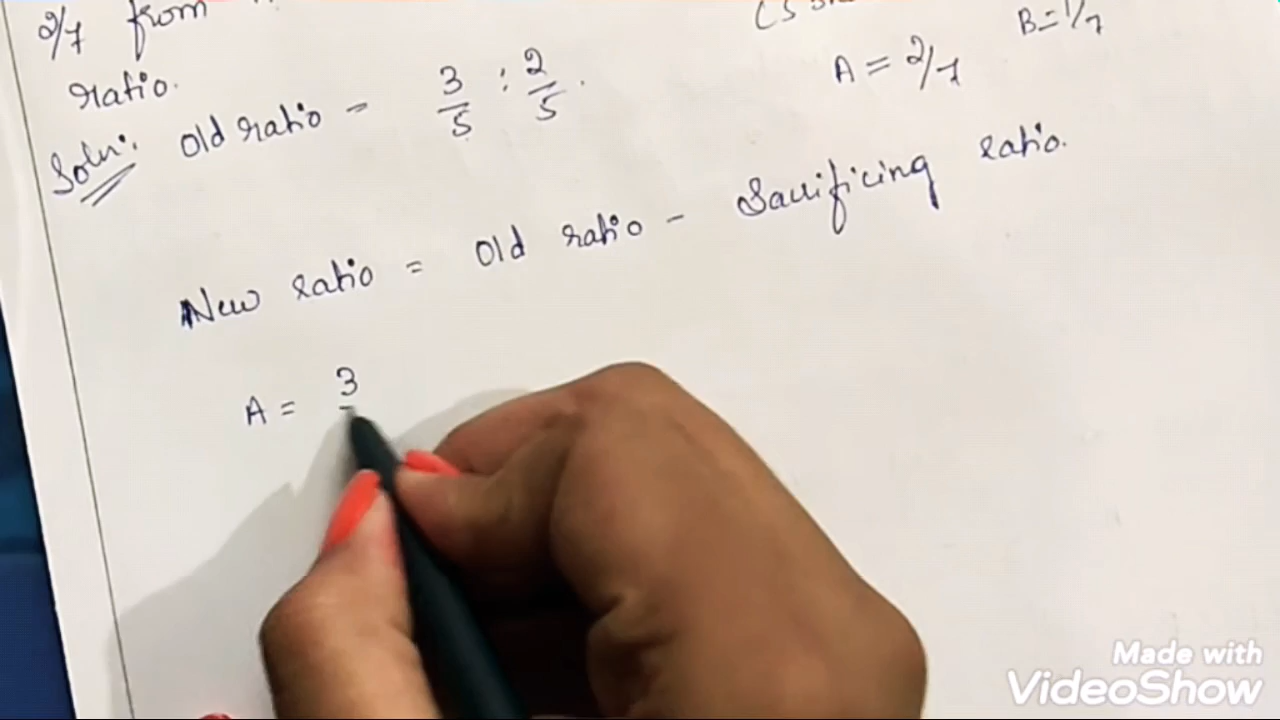 2/7 from
ratio.
Soln: Old ratio = 3/5 : 2/5.
A = 2/7
B = 1/7
New ratio = Old ratio - Sacrificing ratio.
A = 3
Made with
VideoShow